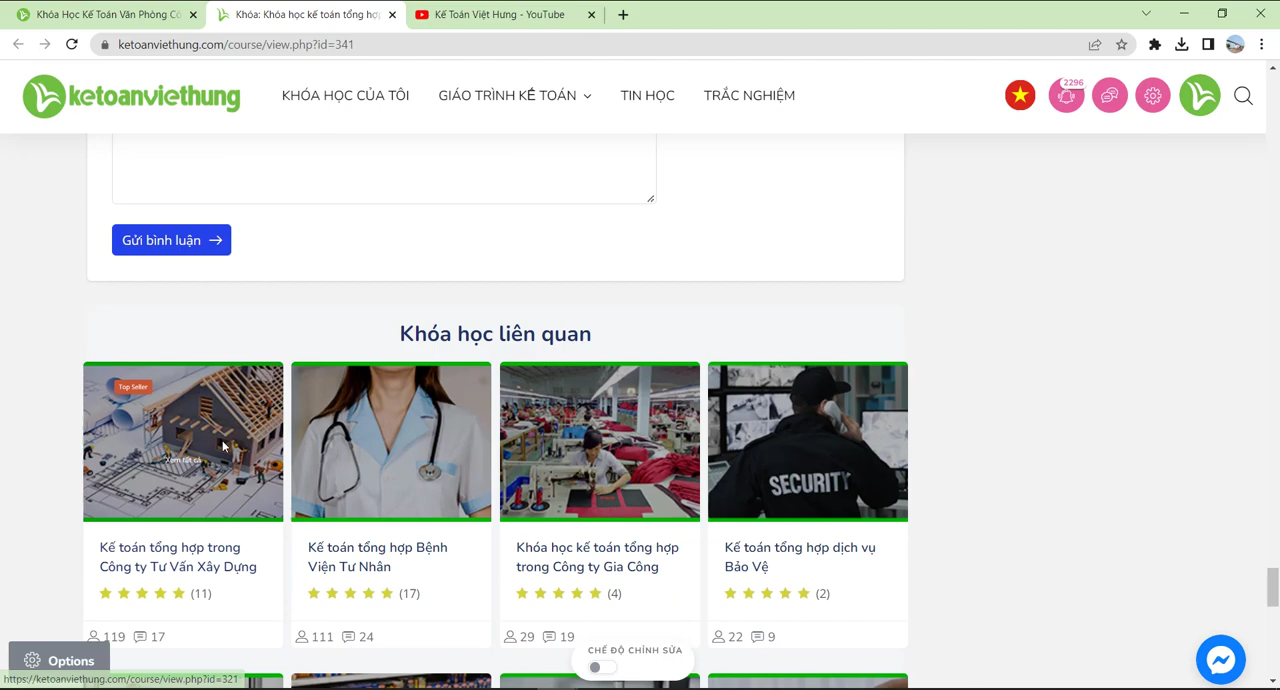 Khóa Học Kế Toán Văn Phòng Cô
Khóa: Khóa học kế toán tổng hợ
Kế Toán Việt Hưng - YouTube
ketoanviethung.com/course/view.php?id=341
ketoanviethung
KHÓA HỌC CỦA TÔI
GIÁO TRÌNH KẾ TOÁN
TIN HỌC
TRẮC NGHIỆM
2296
Gửi bình luận →
Khóa học liên quan
Top Seller
Xem tất cả
SECURITY
Kế toán tổng hợp trong
Công ty Tư Vấn Xây Dựng
(11)
119 17
Kế toán tổng hợp Bệnh
Viện Tư Nhân
(17)
111 24
Khóa học kế toán tổng hợp
trong Công ty Gia Công
(4)
29 19
Kế toán tổng hợp dịch vụ
Bảo Vệ
(2)
22 9
CHẾ ĐỘ CHỈNH SỬA
Options
https://ketoanviethung.com/course/view.php?id=321